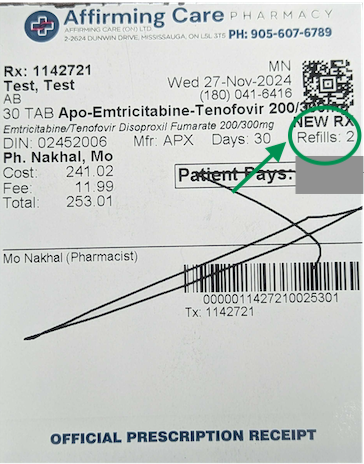 Affirming Care PHARMACY
AFFIRMING CARE (ON) LTD.
2-2624 DUNWIN DRIVE, MISSISSAUGA, ON L5L 3T5 PH: 905-607-6789
Rx: 1142721 MN
Test, Test Wed 27-Nov-2024
AB (180) 041-6416
30 TAB Apo-Emtricitabine-Tenofovir 200/300mg
Emtricitabine/Tenofovir Disoproxil Fumarate 200/300mg NEW RX
DIN: 02452006 Mfr: APX Days: 30 Refills: 2
Ph. Nakhal, Mo
Cost: 241.02 Patient Pays:
Fee: 11.99
Total: 253.01
Mo Nakhal (Pharmacist)
0000011427210025301
Tx: 1142721
OFFICIAL PRESCRIPTION RECEIPT